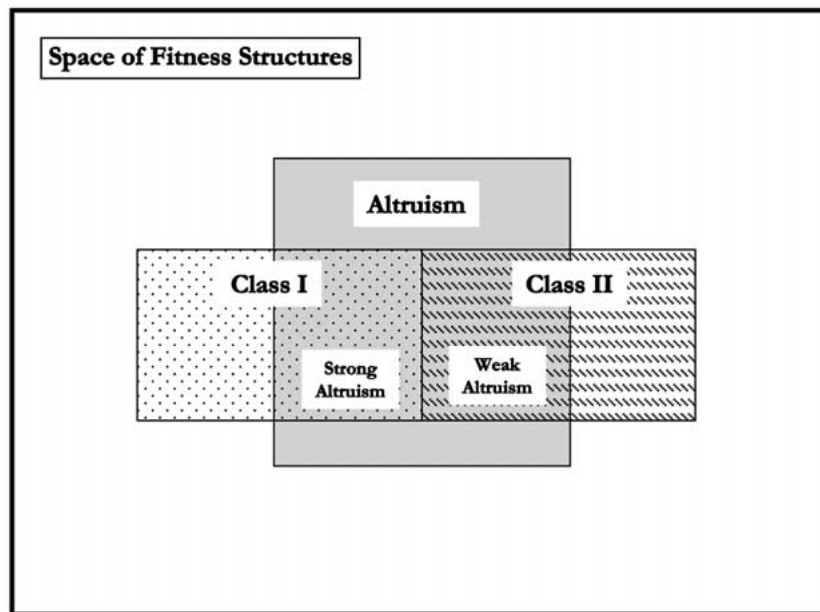 Space of Fitness Structures
Altruism
Class I
Class II
Strong
Altruism
Weak
Altruism